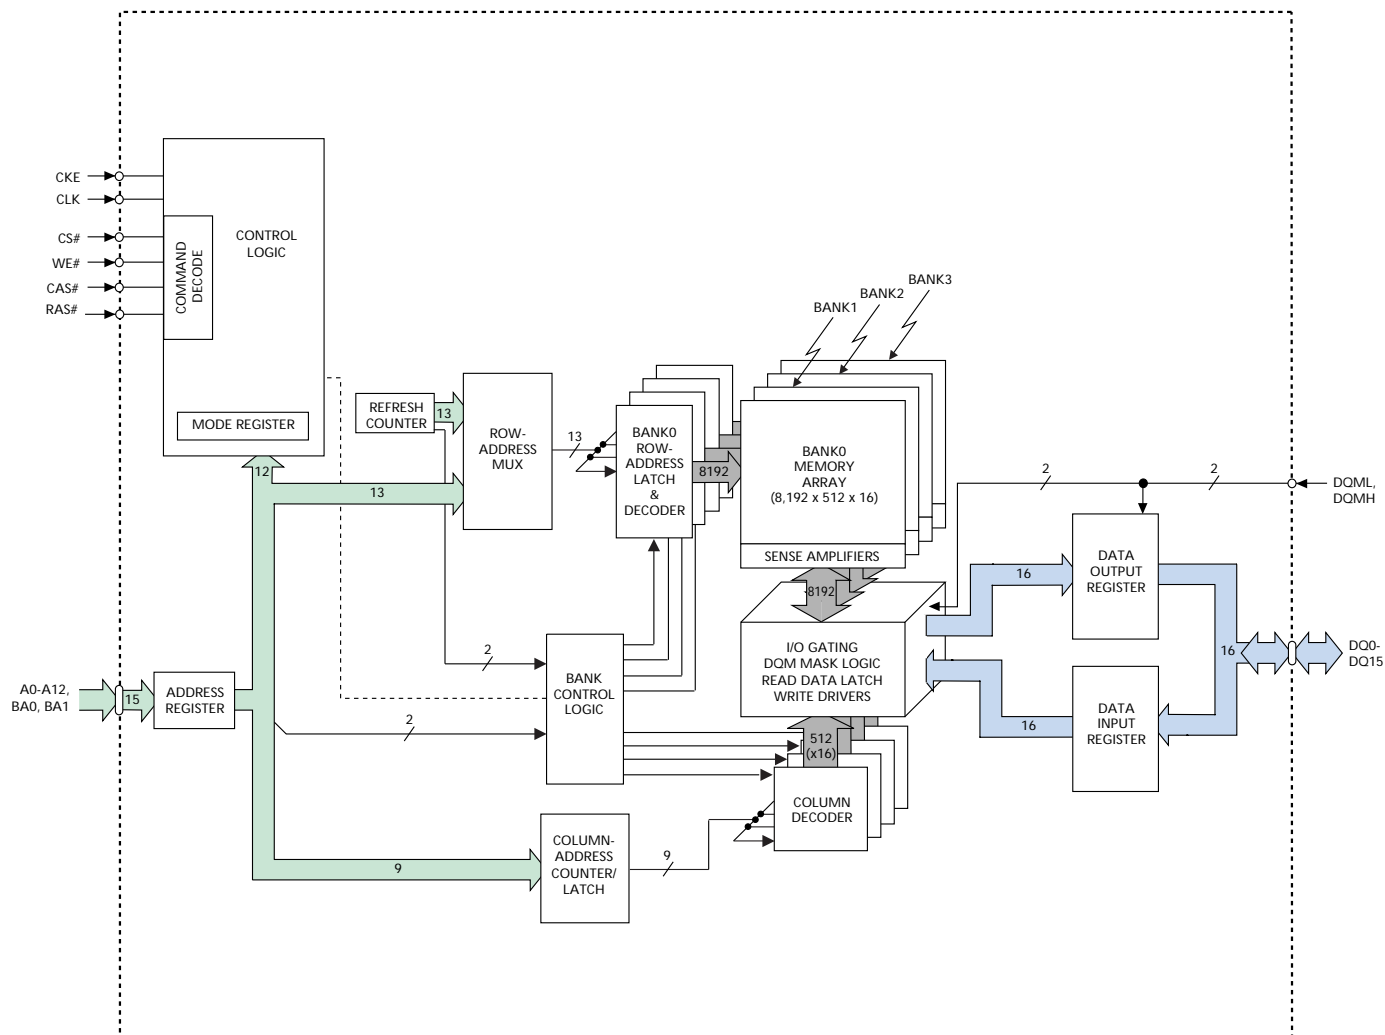 CKE
CLK
CS#
WE#
CAS#
RAS#
COMMAND
DECODE
CONTROL
LOGIC
MODE REGISTER
12
REFRESH
COUNTER
13
13
ROW-
ADDRESS
MUX
13
BANK0
ROW-
ADDRESS
LATCH
&
DECODER
8192
BANK1
BANK2
BANK3
BANK0
MEMORY
ARRAY
(8,192 x 512 x 16)
SENSE AMPLIFIERS
8192
I/O GATING
DQM MASK LOGIC
READ DATA LATCH
WRITE DRIVERS
2
2
DQML,
DQMH
DATA
OUTPUT
REGISTER
16
16
DQ0-
DQ15
DATA
INPUT
REGISTER
16
A0-A12,
BA0, BA1
15
ADDRESS
REGISTER
2
2
BANK
CONTROL
LOGIC
512
(x16)
COLUMN
DECODER
9
COLUMN-
ADDRESS
COUNTER/
LATCH
9